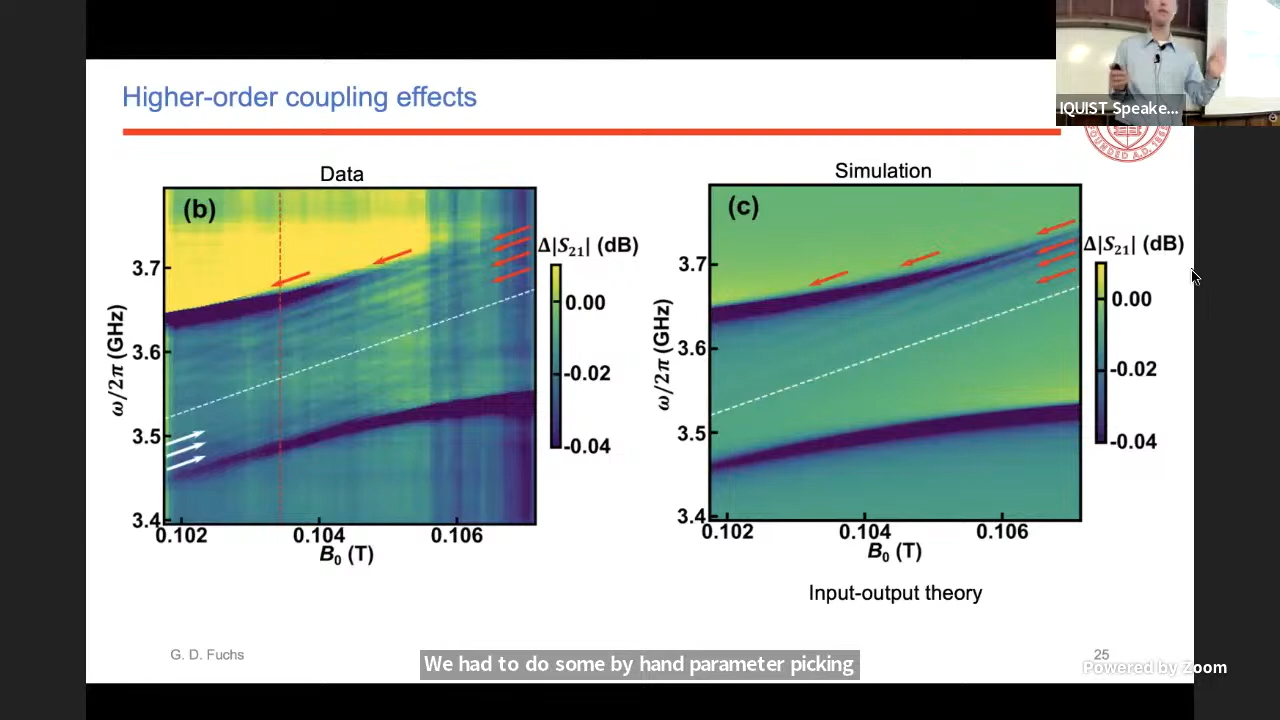 Higher-order coupling effects
IQUIST Speake...
FOUNDED A.D.
Data
Simulation
(b)
(c)
Δ|S₂₁| (dB)
0.00
-0.02
-0.04
Δ|S₂₁| (dB)
0.00
-0.02
-0.04
ω/2π (GHz)
3.7
3.6
3.5
3.4
0.102
0.104
0.106
B₀ (T)
ω/2π (GHz)
3.7
3.6
3.5
3.4
0.102
0.104
0.106
B₀ (T)
Input-output theory
G. D. Fuchs
25
We had to do some by hand parameter picking
Powered by Zoom